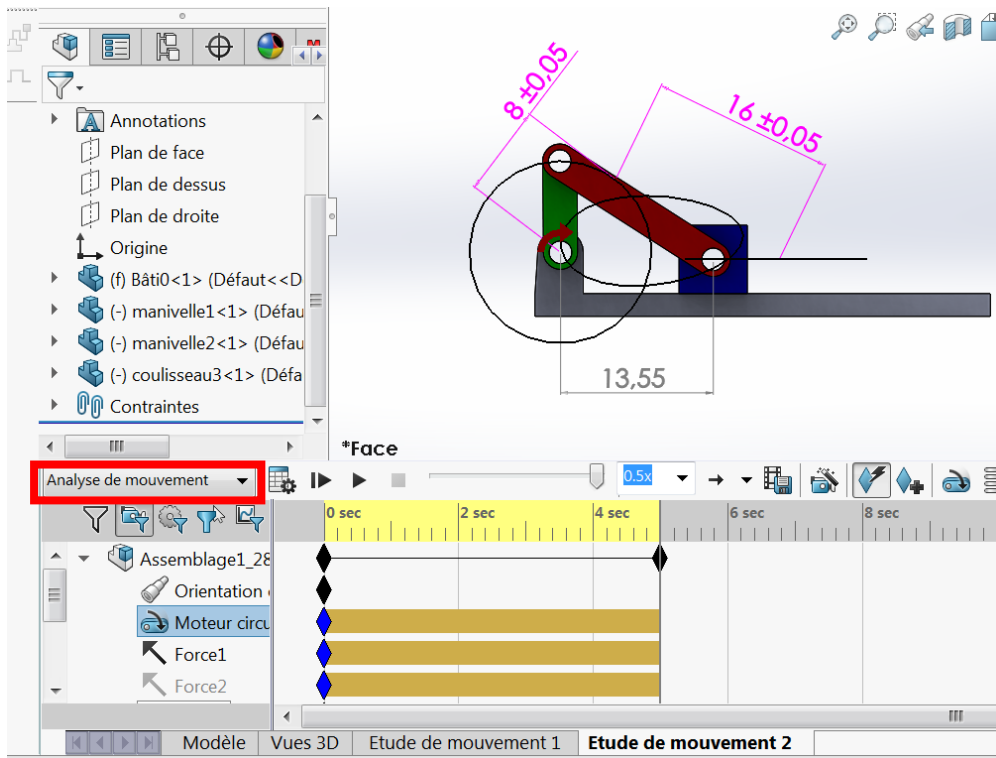 Annotations
Plan de face
Plan de dessus
Plan de droite
Origine
(f) Bâti0<1> (Défaut<<D
(-) manivelle1<1> (Défau
(-) manivelle2<1> (Défau
(-) coulisseau3<1> (Défa
Contraintes
8 ±0,05
16 ±0,05
13,55
*Face
Analyse de mouvement
0.5x
0 sec 2 sec 4 sec 6 sec 8 sec
Assemblage1_28
Orientation
Moteur circu
Force1
Force2
Modèle Vues 3D Etude de mouvement 1 Etude de mouvement 2